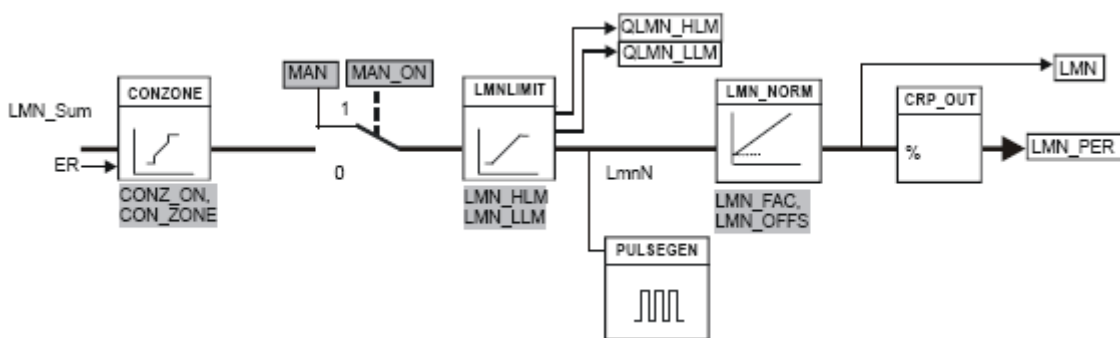 QLMN_HLM
QLMN_LLM
MAN
MAN_ON
LMN
CONZONE
LMNLIMIT
LMN_NORM
CRP_OUT
LMN_Sum
1
%
LMN_PER
ER
0
LmnN
CONZ_ON,
CON_ZONE
LMN_HLM
LMN_LLM
LMN_FAC,
LMN_OFFS
PULSEGEN